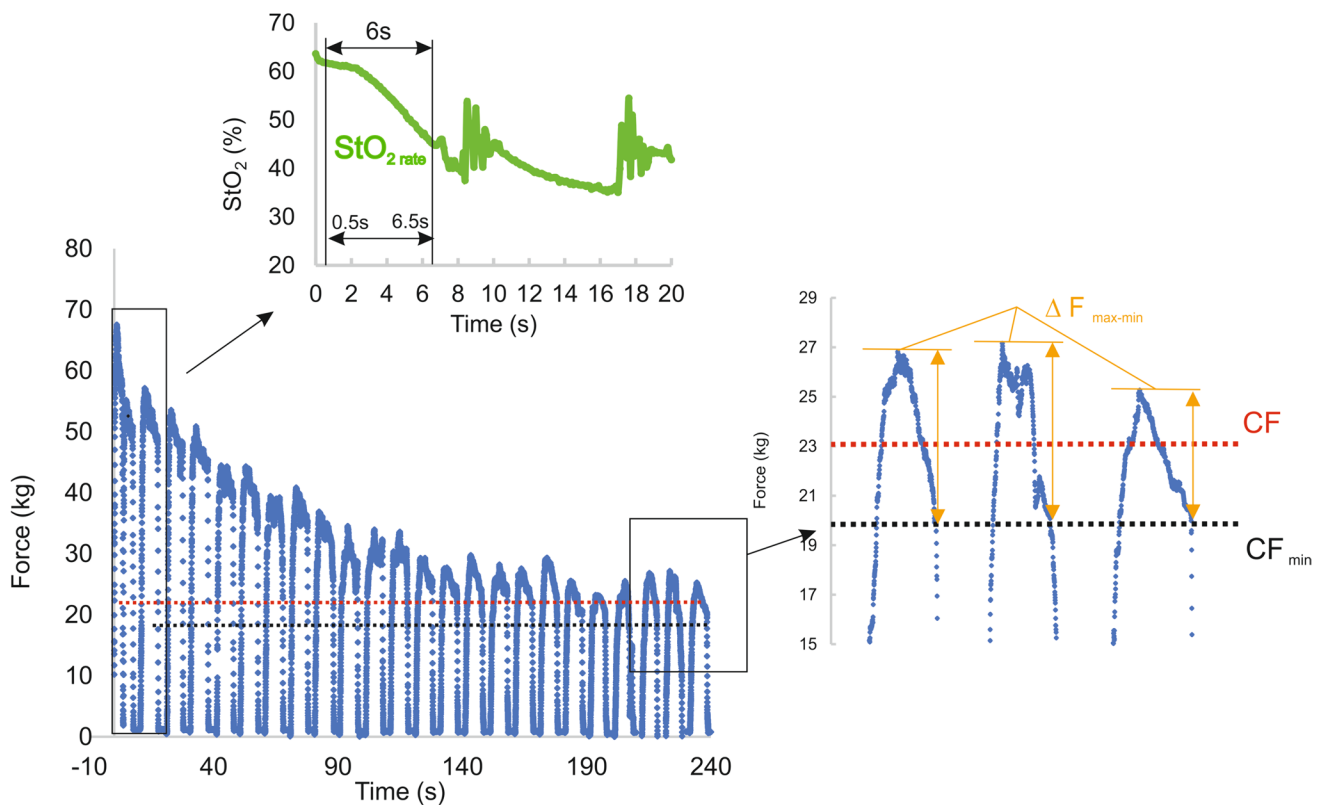 70
60
50
40
30
20
StO2 (%)
6s
StO2 rate
0.5s 6.5s
0 2 4 6 8 10 12 14 16 18 20
Time (s)
80
70
60
50
40
30
20
10
0
Force (kg)
-10 40 90 140 190 240
Time (s)
29
27
25
23
21
19
17
15
Force (kg)
Δ F max-min
CF
CF min